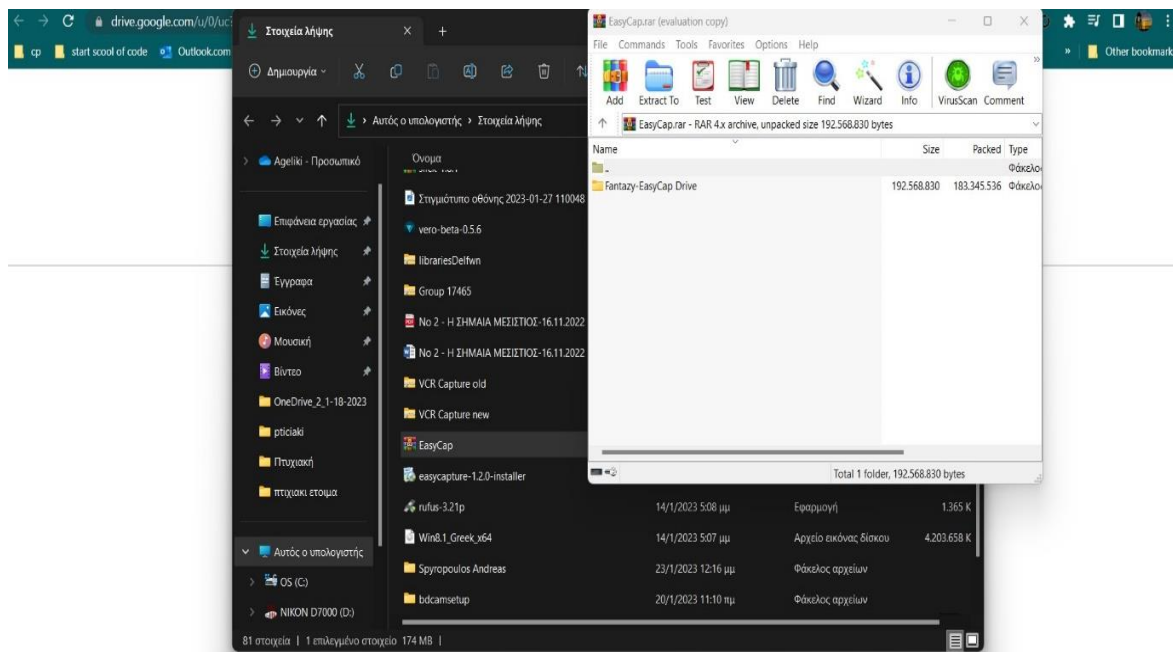 drive.google.com/u/0/uc
cp
start scool of code
Outlook.com
Other bookmark
Στοιχεία λήψης
Δημιουργία
Αυτός ο υπολογιστής > Στοιχεία λήψης
Ageliki - Προσωπικό
Επιφάνεια εργασίας
Στοιχεία λήψης
Έγγραφα
Εικόνες
Μουσική
Βίντεο
OneDrive_2_1-18-2023
pticiaki
Πτυχιακή
πτιχιακι ετοιμα
Αυτός ο υπολογιστής
OS (C:)
NIKON D7000 (D:)
Όνομα
Στιγμιότυπο οθόνης 2023-01-27 110048
vero-beta-0.5.6
librariesDelfwn
Group 17465
No 2 - Η ΣΗΜΑΙΑ ΜΕΣΙΣΤΙΟΣ-16.11.2022
No 2 - Η ΣΗΜΑΙΑ ΜΕΣΙΣΤΙΟΣ-16.11.2022
VCR Capture old
VCR Capture new
EasyCap
easycapture-1.2.0-installer
rufus-3.21p 14/1/2023 5:08 μμ Εφαρμογή 1.365 K
Win8.1_Greek_x64 14/1/2023 5:07 μμ Αρχείο εικόνας δίσκου 4.203.658 K
Spyropoulos Andreas 23/1/2023 12:16 μμ Φάκελος αρχείων
bdcamsetup 20/1/2023 11:10 πμ Φάκελος αρχείων
81 στοιχεία | 1 επιλεγμένο στοιχείο 174 MB |
EasyCap.rar (evaluation copy)
File Commands Tools Favorites Options Help
Add Extract To Test View Delete Find Wizard Info VirusScan Comment
EasyCap.rar - RAR 4.x archive, unpacked size 192.568.830 bytes
Name Size Packed Type
.. Φάκελο
Fantazy-EasyCap Drive 192.568.830 183.345.536 Φάκελο
Total 1 folder, 192.568.830 bytes